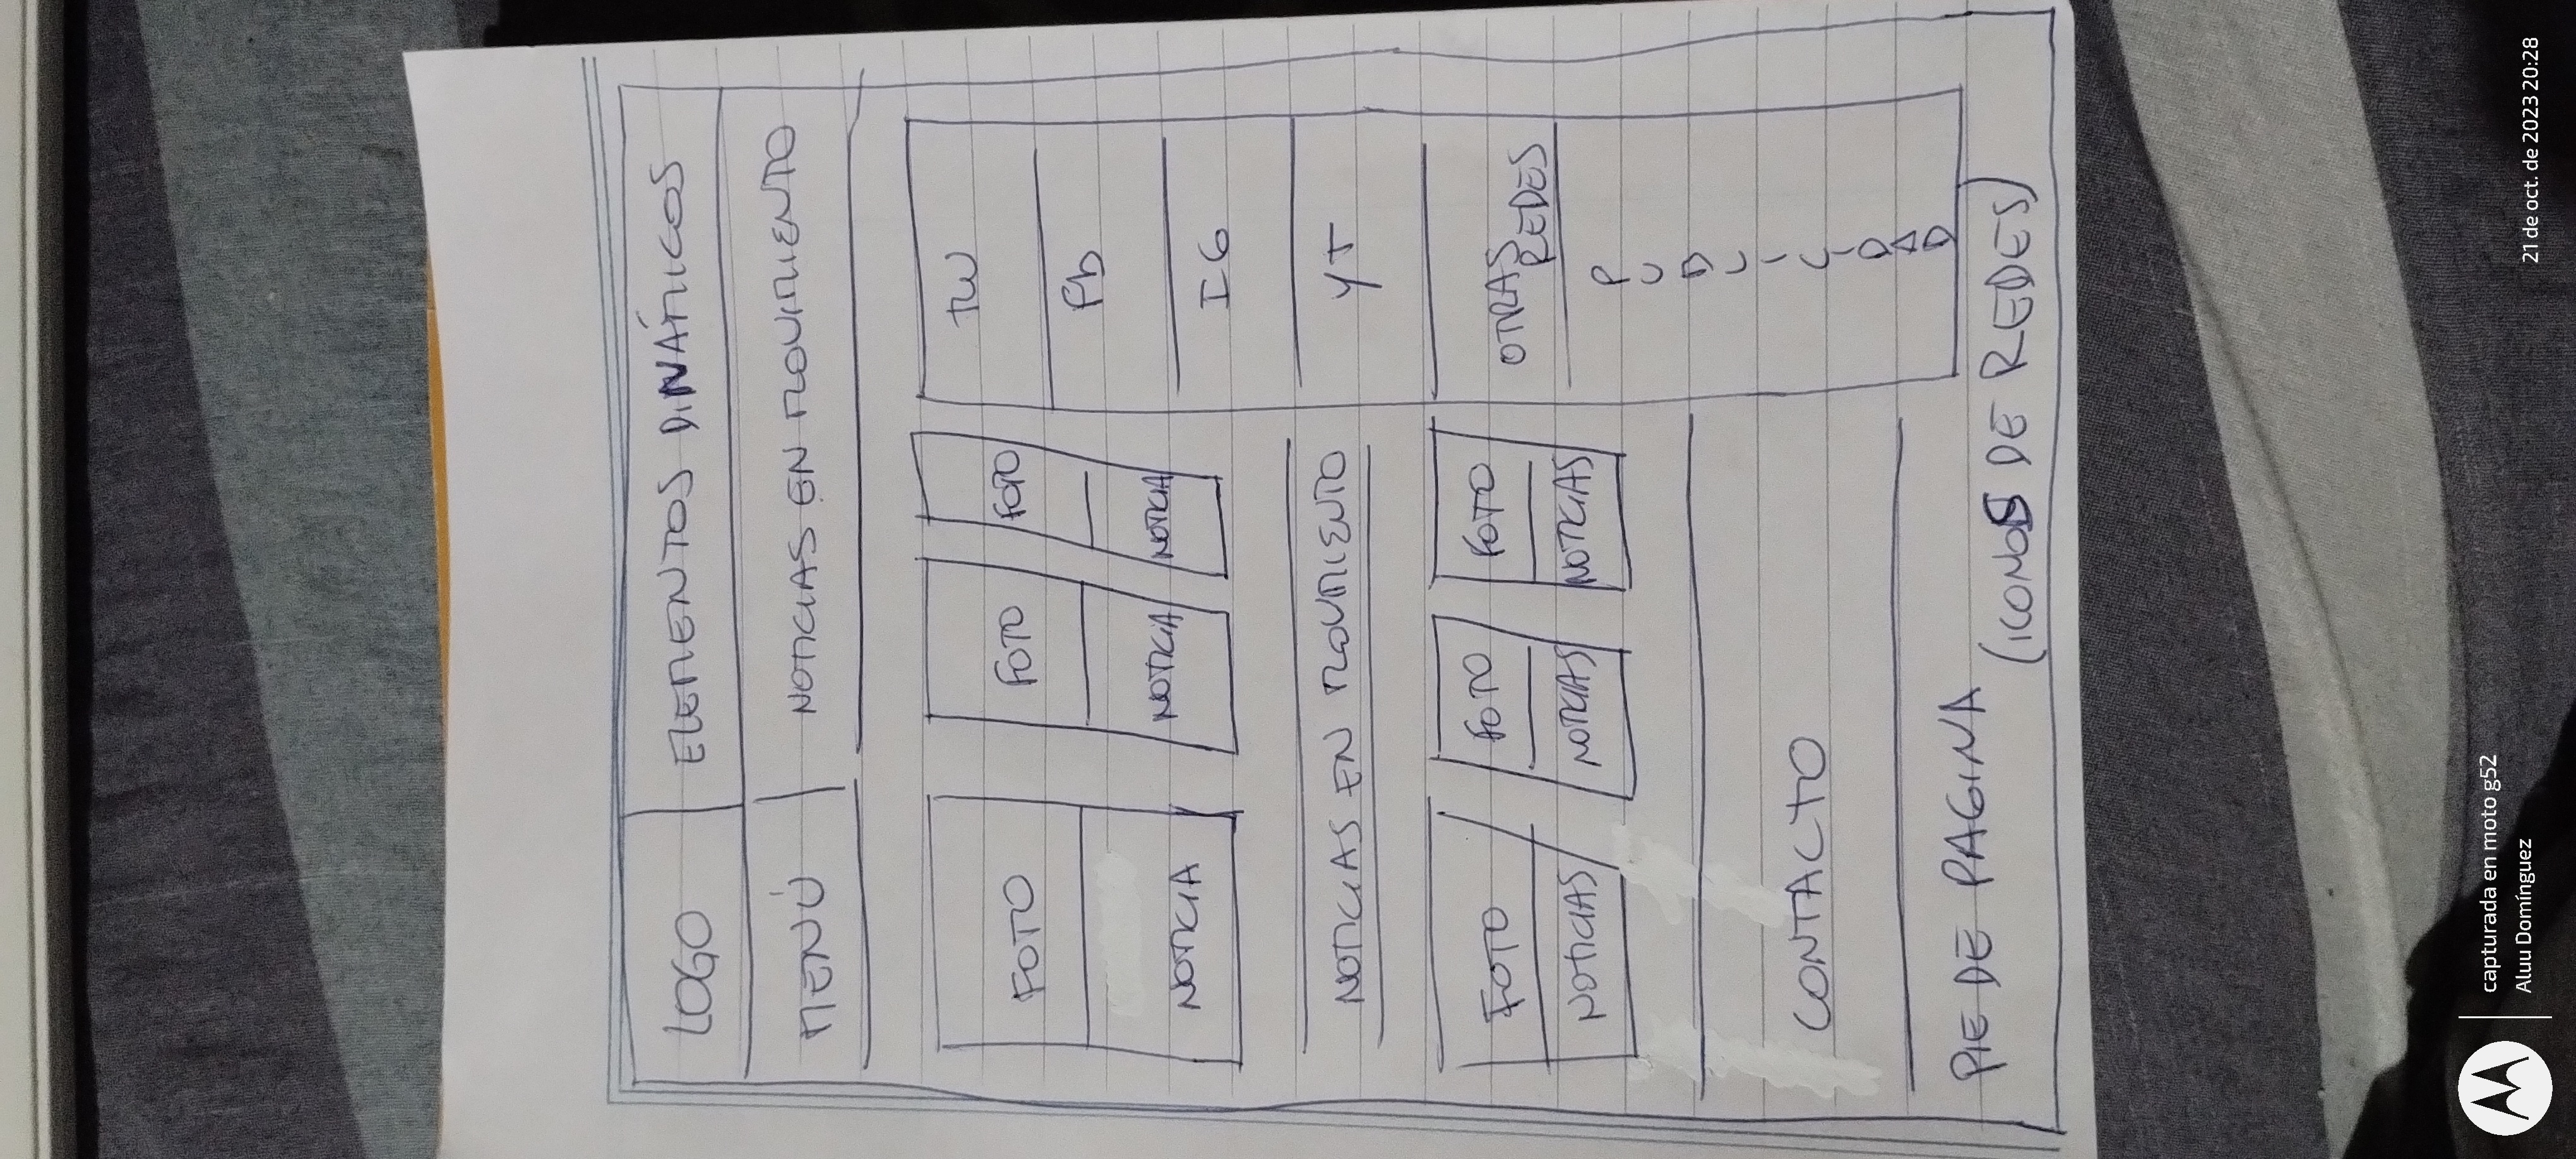 LOGO
ELEMENTOS DINÁMICOS
MENÚ
NOTICIAS EN MOVIMIENTO
FOTO
FOTO
FOTO
NOTICIA
NOTICIA
NOTICIA
NOTICIAS EN MOVIMIENTO
FOTO
FOTO
FOTO
NOTICIAS
NOTICIAS
NOTICIAS
CONTACTO
tw
Fb
IG
YT
OTRAS
REDES
P
U
B
L
I
C
I
D
A
D
PIE DE PAGINA
(ICONOS DE REDES)
capturada en moto g52
Aluu Domínguez
21 de oct. de 2023 20:28